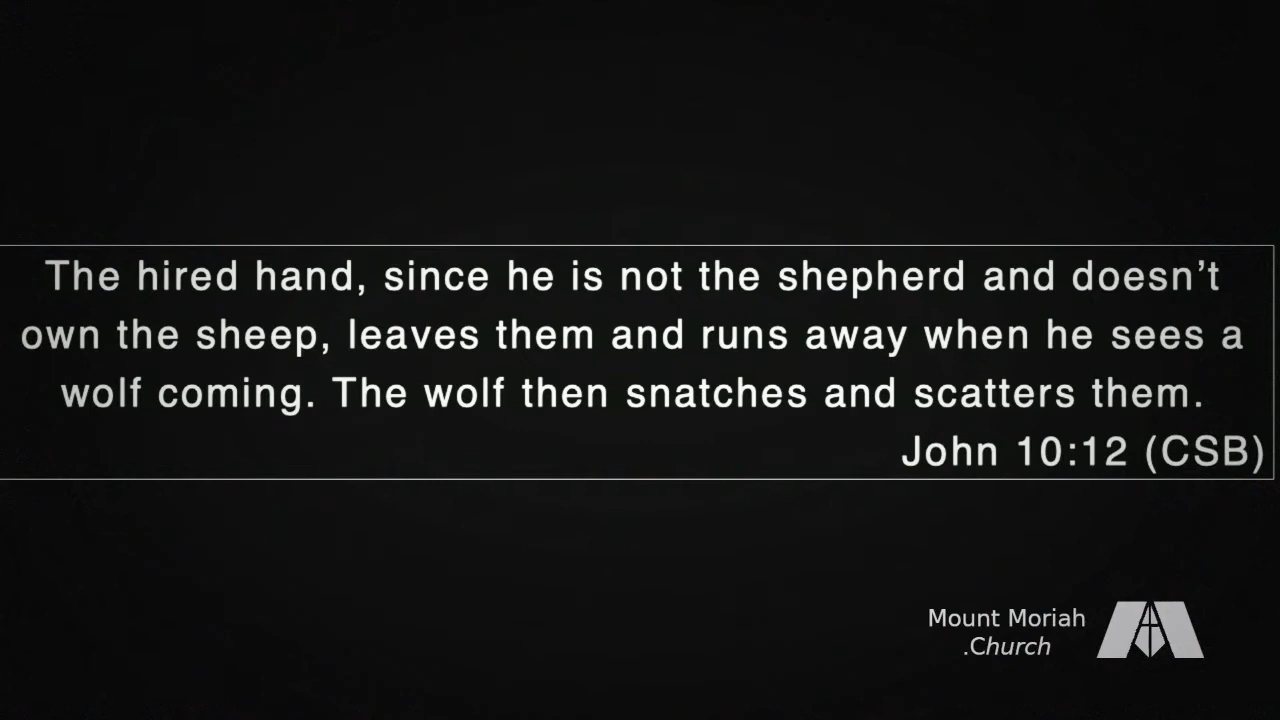 The hired hand, since he is not the shepherd and doesn’t
own the sheep, leaves them and runs away when he sees a
wolf coming. The wolf then snatches and scatters them.
John 10:12 (CSB)
Mount Moriah
.Church